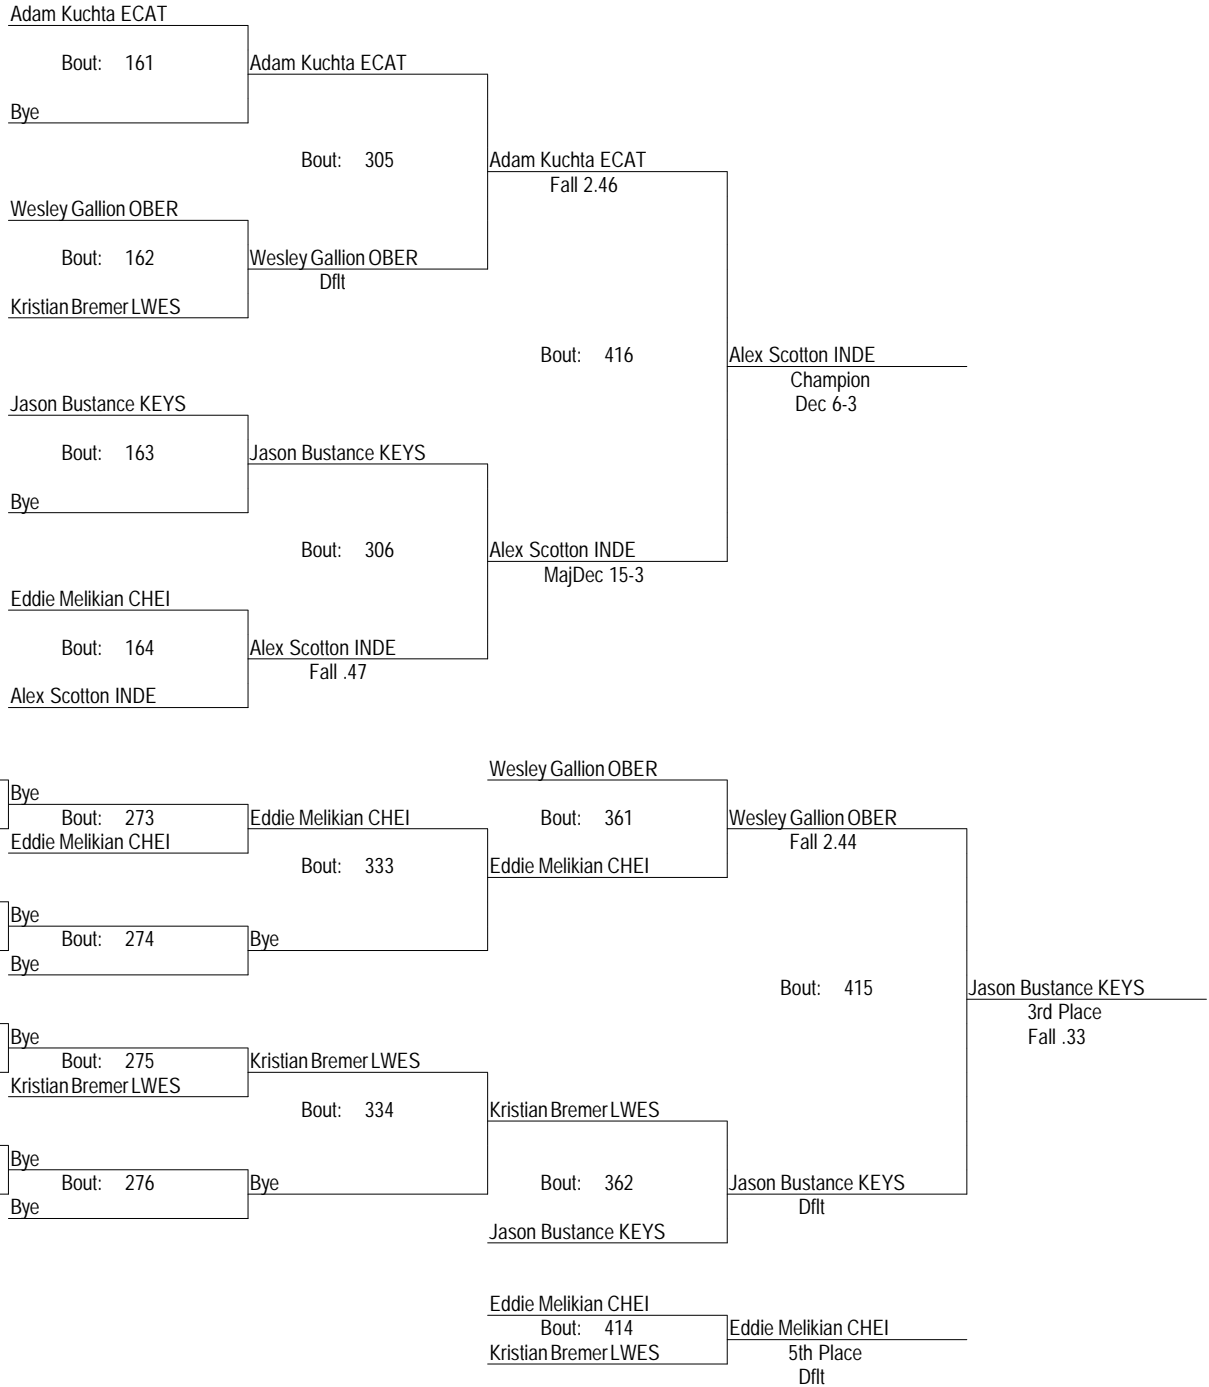 Adam Kuchta ECAT
Bout: 161 Adam Kuchta ECAT
Bye
Bout: 305 Adam Kuchta ECAT
Fall 2.46
Wesley Gallion OBER
Bout: 162 Wesley Gallion OBER
Dflt
Kristian Bremer LWES
Bout: 416 Alex Scotton INDE
Champion
Jason Bustance KEYS
Dec 6-3
Bout: 163 Jason Bustance KEYS
Bye
Bout: 306 Alex Scotton INDE
MajDec 15-3
Eddie Melikian CHEI
Bout: 164 Alex Scotton INDE
Fall .47
Alex Scotton INDE
Wesley Gallion OBER
Bye
Bout: 273 Eddie Melikian CHEI Bout: 361 Wesley Gallion OBER
Eddie Melikian CHEI Fall 2.44
Bout: 333 Eddie Melikian CHEI
Bye
Bout: 274 Bye
Bye
Bout: 415 Jason Bustance KEYS
3rd Place
Bye Fall .33
Bout: 275 Kristian Bremer LWES
Kristian Bremer LWES
Bout: 334 Kristian Bremer LWES
Bye
Bout: 276 Bye Bout: 362 Jason Bustance KEYS
Bye Dflt
Jason Bustance KEYS
Eddie Melikian CHEI
Bout: 414 Eddie Melikian CHEI
Kristian Bremer LWES 5th Place
Dflt